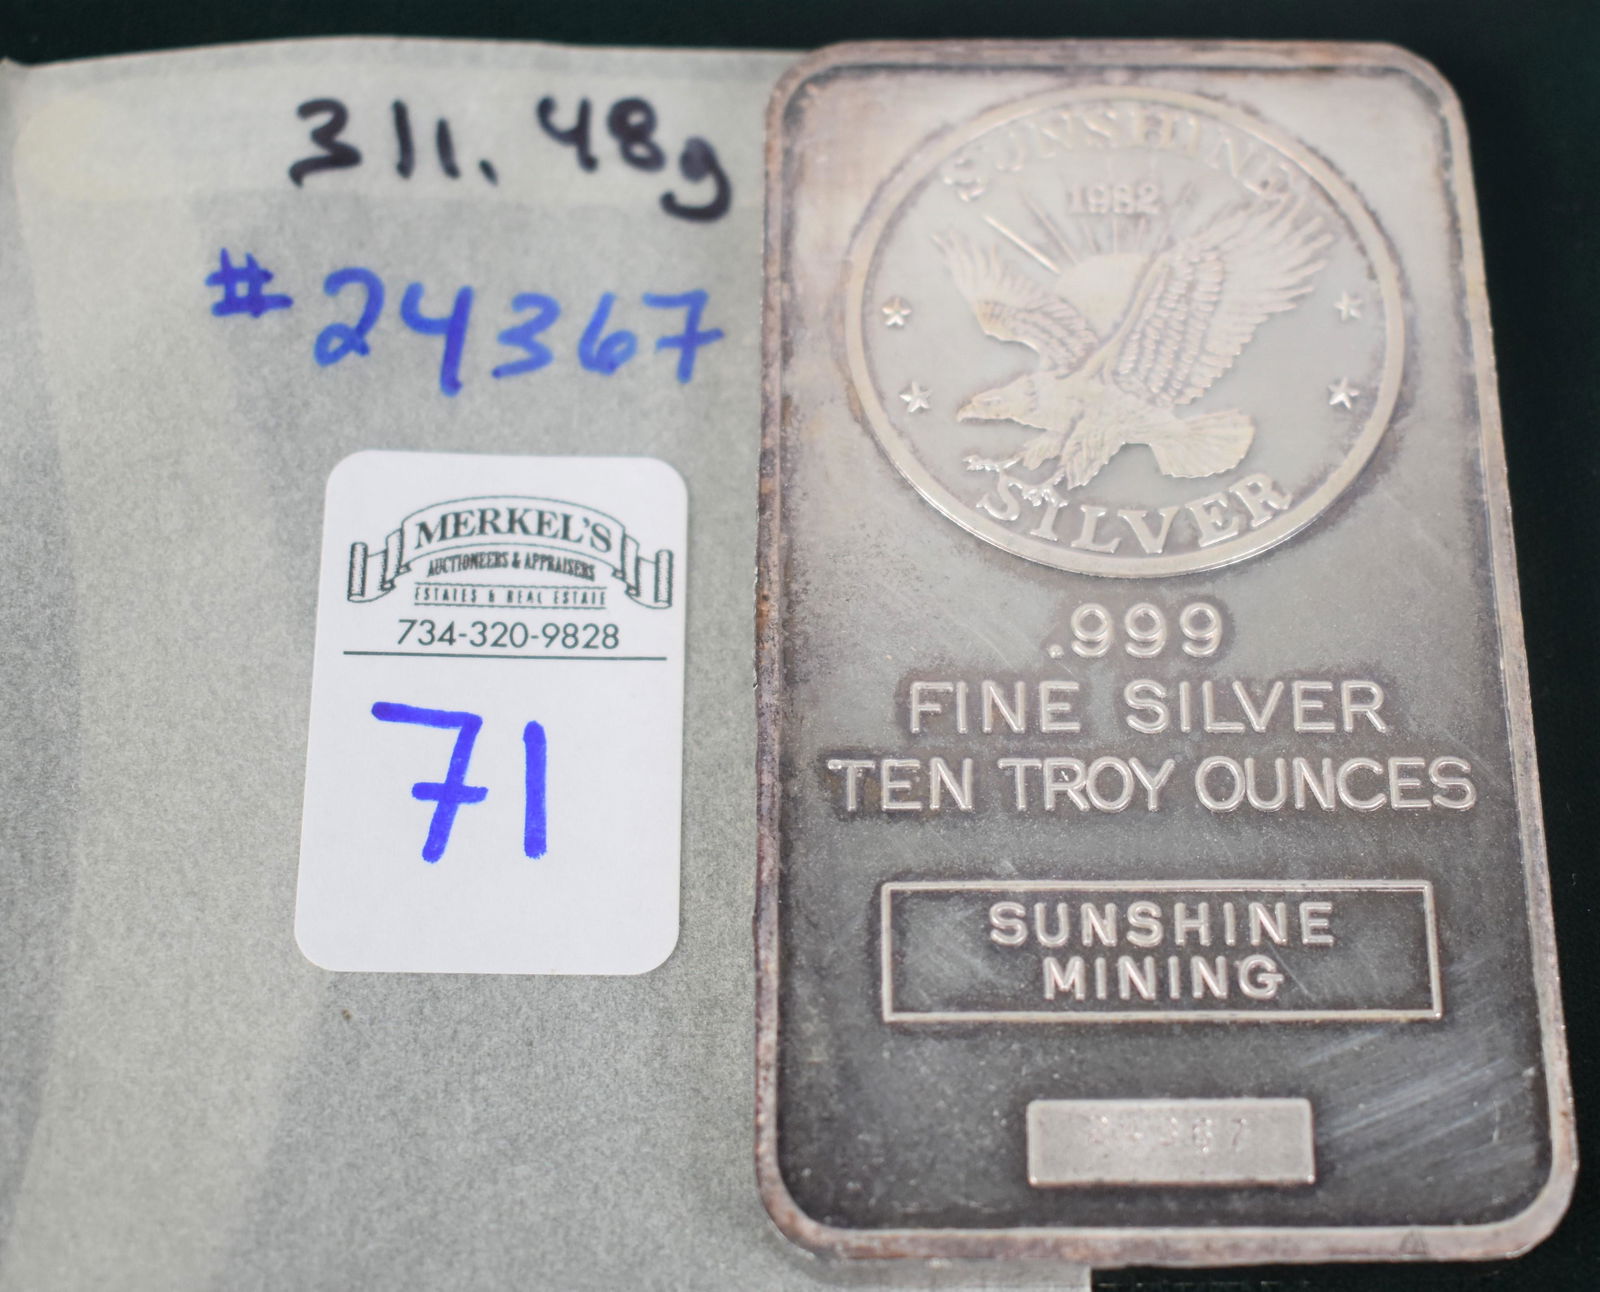 311.48g
#24367
MERKEL'S
AUCTIONEERS & APPRAISERS
ESTATES & REAL ESTATE
734-320-9828
71
SUNSHINE
1982
SILVER
.999
FINE SILVER
TEN TROY OUNCES
SUNSHINE
MINING
24367